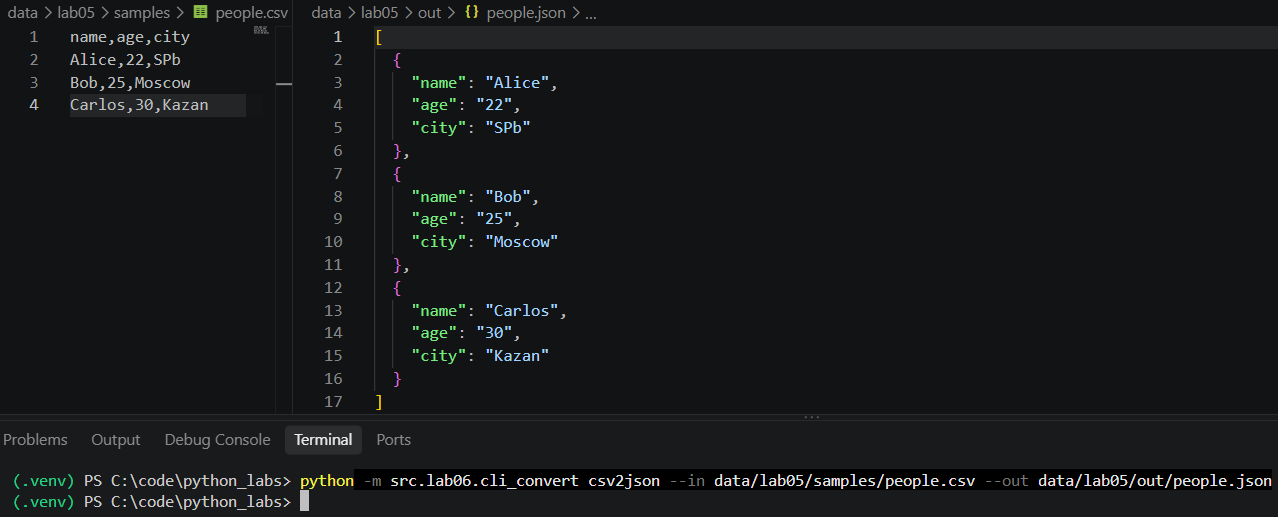 data > lab05 > samples > people.csv
1 name,age,city
2 Alice,22,SPb
3 Bob,25,Moscow
4 Carlos,30,Kazan
data > lab05 > out > {} people.json > ...
1 [
2   {
3     "name": "Alice",
4     "age": "22",
5     "city": "SPb"
6   },
7   {
8     "name": "Bob",
9     "age": "25",
10     "city": "Moscow"
11   },
12   {
13     "name": "Carlos",
14     "age": "30",
15     "city": "Kazan"
16   }
17 ]
Problems Output Debug Console Terminal Ports
(.venv) PS C:\code\python_labs> python -m src.lab06.cli_convert csv2json --in data/lab05/samples/people.csv --out data/lab05/out/people.json
(.venv) PS C:\code\python_labs>